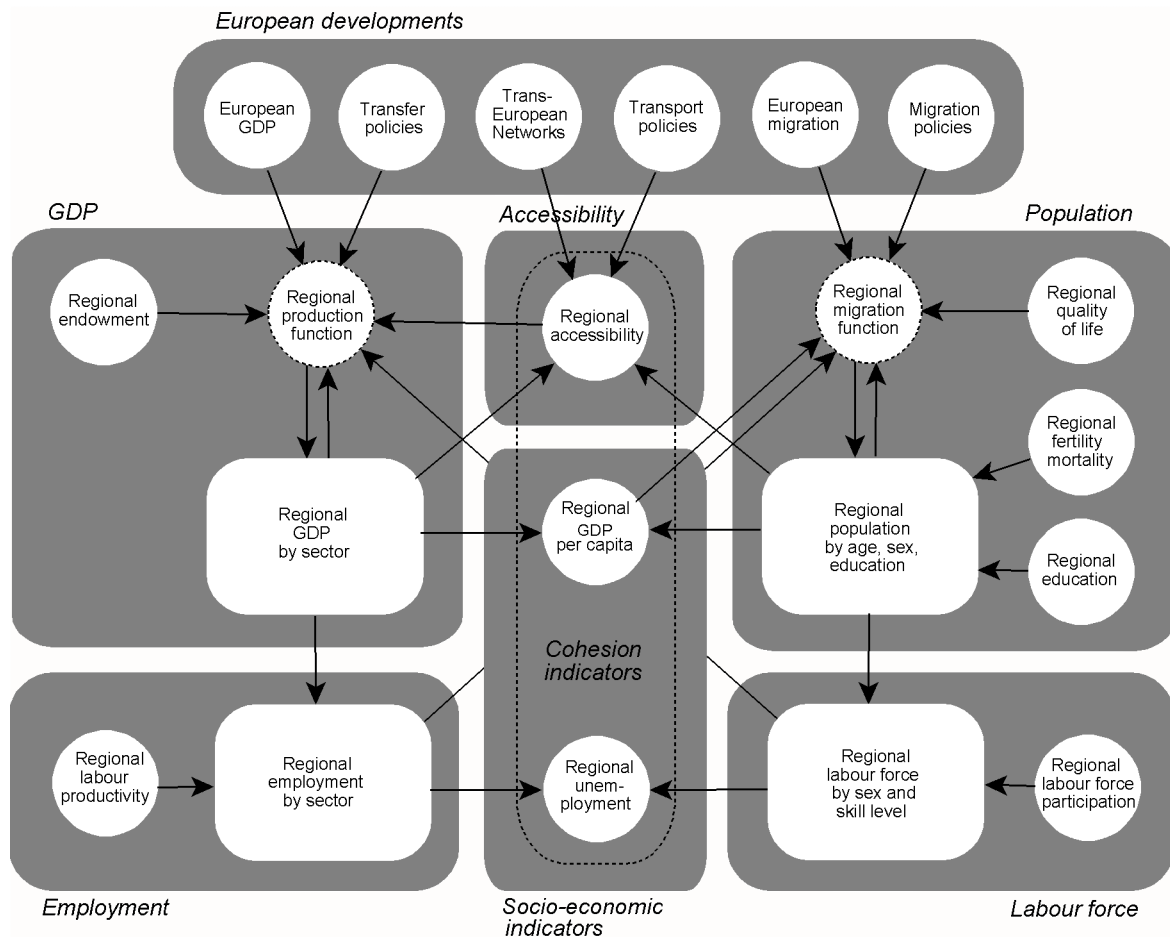 European developments
European
GDP
Transfer
policies
Trans-
European
Networks
Transport
policies
European
migration
Migration
policies
GDP
Accessibility
Population
Regional
endowment
Regional
production
function
Regional
accessibility
Regional
migration
function
Regional
quality
of life
Regional
fertility
mortality
Regional
GDP
by sector
Regional
GDP
per capita
Regional
population
by age, sex,
education
Regional
education
Cohesion
indicators
Regional
labour
productivity
Regional
employment
by sector
Regional
unem-
ployment
Regional
labour force
by sex and
skill level
Regional
labour force
participation
Employment
Socio-economic
indicators
Labour force